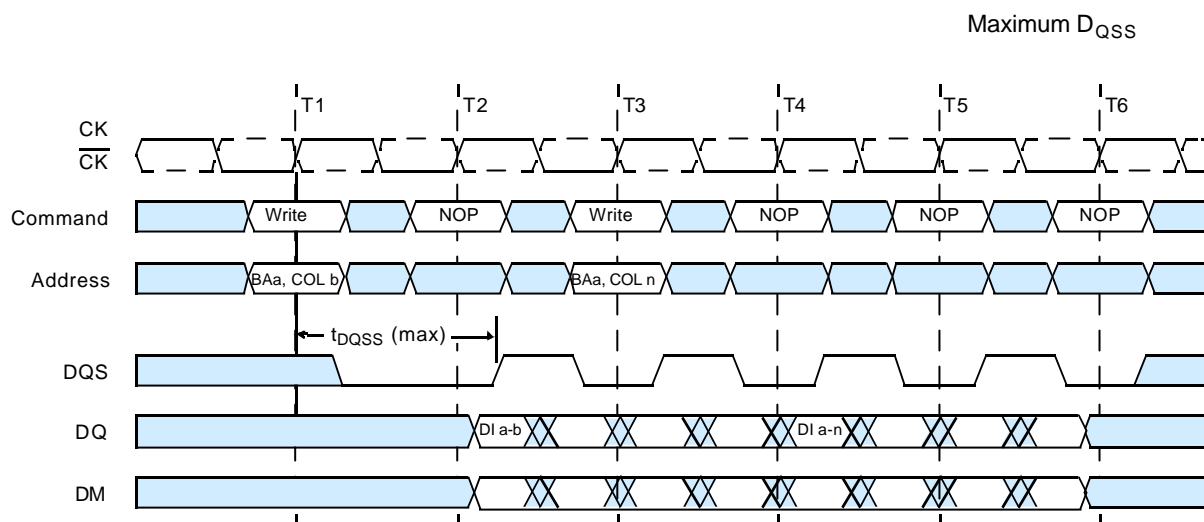 Maximum DQSS
T1 T2 T3 T4 T5 T6
CK
CK
Command Write NOP Write NOP NOP NOP
Address BAa, COL b BAa, COL n
tDQSS (max)
DQS
DQ DI a-b DI a-n
DM